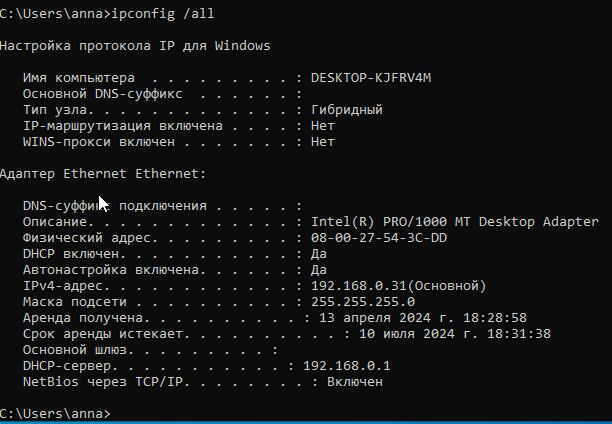 C:\Users\anna>ipconfig /all
Настройка протокола IP для Windows
Имя компьютера . . . . . . . . . : DESKTOP-KJFRV4M
Основной DNS-суффикс . . . . . . :
Тип узла. . . . . . . . . . . . . : Гибридный
IP-маршрутизация включена . . . . : Нет
WINS-прокси включен . . . . . . . : Нет
Адаптер Ethernet Ethernet:
DNS-суффикс подключения . . . . . :
Описание. . . . . . . . . . . . . : Intel(R) PRO/1000 MT Desktop Adapter
Физический адрес. . . . . . . . . : 08-00-27-54-3C-DD
DHCP включен. . . . . . . . . . . : Да
Автонастройка включена. . . . . . : Да
IPv4-адрес. . . . . . . . . . . . : 192.168.0.31(Основной)
Маска подсети . . . . . . . . . . : 255.255.255.0
Аренда получена. . . . . . . . . . : 13 апреля 2024 г. 18:28:58
Срок аренды истекает. . . . . . . . . . : 10 июля 2024 г. 18:31:38
Основной шлюз. . . . . . . . . :
DHCP-сервер. . . . . . . . . . . : 192.168.0.1
NetBios через TCP/IP. . . . . . . . : Включен
C:\Users\anna>